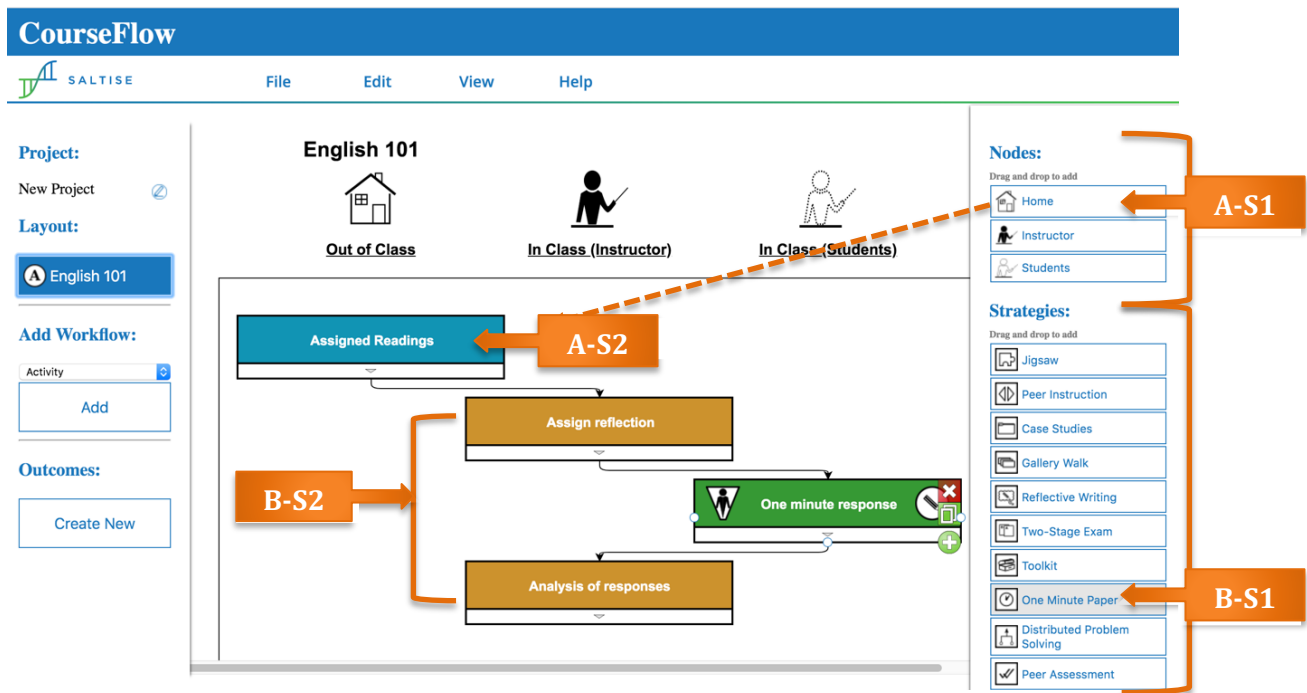 CourseFlow
SALTISE
File
Edit
View
Help
Project:
New Project
Layout:
A
English 101
Add Workflow:
Activity
Add
Outcomes:
Create New
English 101
Out of Class
In Class (Instructor)
In Class (Students)
Assigned Readings
A-S2
Assign reflection
B-S2
One minute response
Analysis of responses
Nodes:
Drag and drop to add
Home
A-S1
Instructor
Students
Strategies:
Drag and drop to add
Jigsaw
Peer Instruction
Case Studies
Gallery Walk
Reflective Writing
Two-Stage Exam
Toolkit
One Minute Paper
B-S1
Distributed Problem
Solving
Peer Assessment